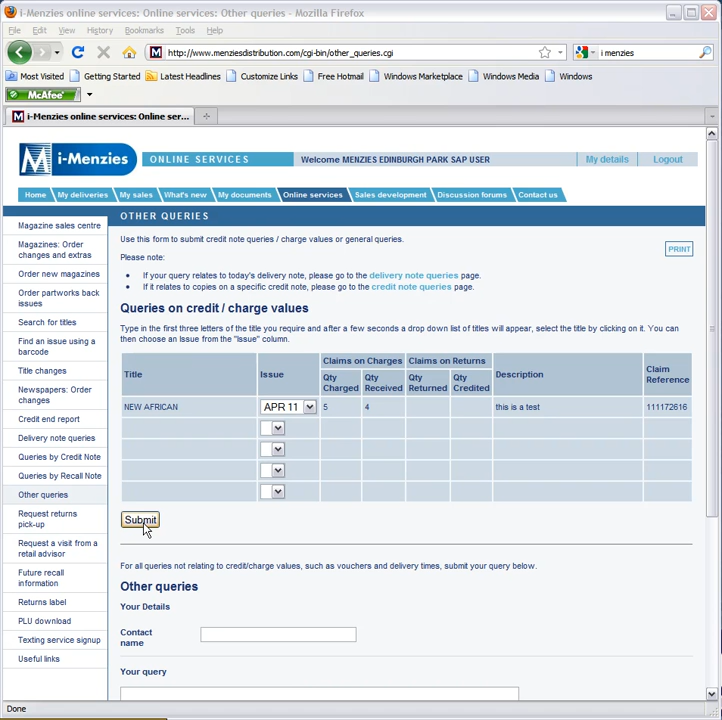 i-Menzies online services: Online services: Other queries - Mozilla Firefox
File Edit View History Bookmarks Tools Help
http://www.menziesdistribution.com/cgi-bin/other_queries.cgi
i menzies
Most Visited Getting Started Latest Headlines Customize Links Free Hotmail Windows Marketplace Windows Media Windows
McAfee
i-Menzies online services: Online ser...
i-Menzies ONLINE SERVICES Welcome MENZIES EDINBURGH PARK SAP USER My details Logout
Home My deliveries My sales What's new My documents Online services Sales development Discussion forums Contact us
Magazine sales centre
Magazines: Order
changes and extras
Order new magazines
Order partworks back
issues
Search for titles
Find an issue using a
barcode
Title changes
Newspapers: Order
changes
Credit end report
Delivery note queries
Queries by Credit Note
Queries by Recall Note
Other queries
Request returns
pick-up
Request a visit from a
retail advisor
Future recall
information
Returns label
PLU download
Texting service signup
Useful links
OTHER QUERIES
Use this form to submit credit note queries / charge values or general queries.
PRINT
Please note:
• If your query relates to today's delivery note, please go to the delivery note queries page.
• If it relates to copies on a specific credit note, please go to the credit note queries page.
Queries on credit / charge values
Type in the first three letters of the title you require and after a few seconds a drop down list of titles will appear, select the title by clicking on it. You can
then choose an Issue from the "Issue" column.
Claims on Charges Claims on Returns
Title Issue Qty Charged Qty Received Qty Returned Qty Credited Description Claim Reference
NEW AFRICAN APR 11 5 4 this is a test 111172616
Submit
For all queries not relating to credit/charge values, such as vouchers and delivery times, submit your query below.
Other queries
Your Details
Contact
name
Your query
Done